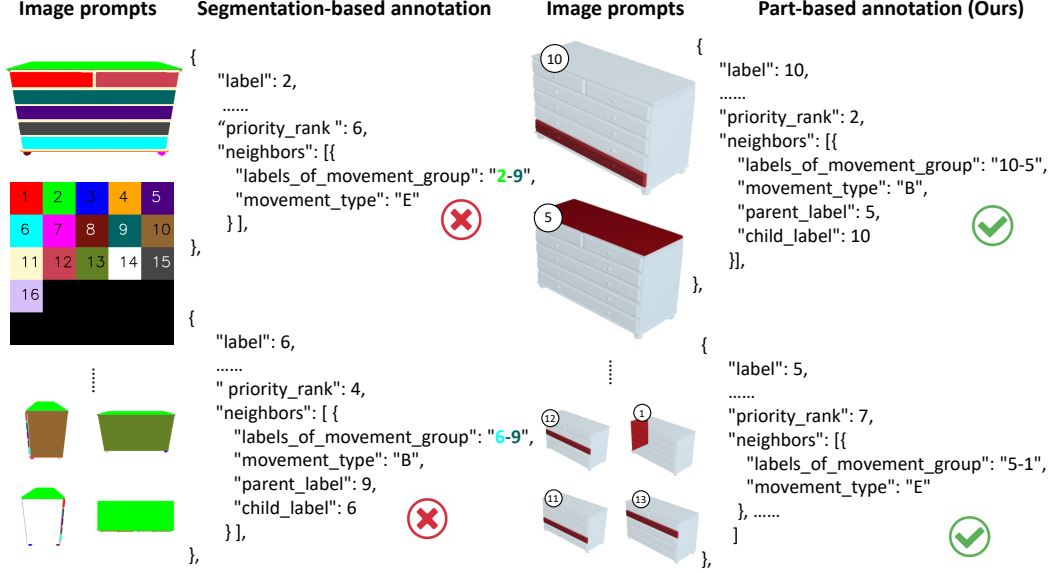 Image prompts
Segmentation-based annotation
Image prompts
Part-based annotation (Ours)
1 2 3 4 5
6 7 8 9 10
11 12 13 14 15
16
{
"label": 2,
......
“priority_rank ": 6,
"neighbors": [{
"labels_of_movement_group": "2-9",
"movement_type": "E"
} ],
},
{
"label": 6,
......
" priority_rank": 4,
"neighbors": [ {
"labels_of_movement_group": "6-9",
"movement_type": "B",
"parent_label": 9,
"child_label": 6
} ],
},
10
5
12
1
11
13
{
"label": 10,
......
"priority_rank": 2,
"neighbors": [{
"labels_of_movement_group": "10-5",
"movement_type": "B",
"parent_label": 5,
"child_label": 10
}],
},
{
"label": 5,
......
"priority_rank": 7,
"neighbors": [{
"labels_of_movement_group": "5-1",
"movement_type": "E"
}, ......
]
},